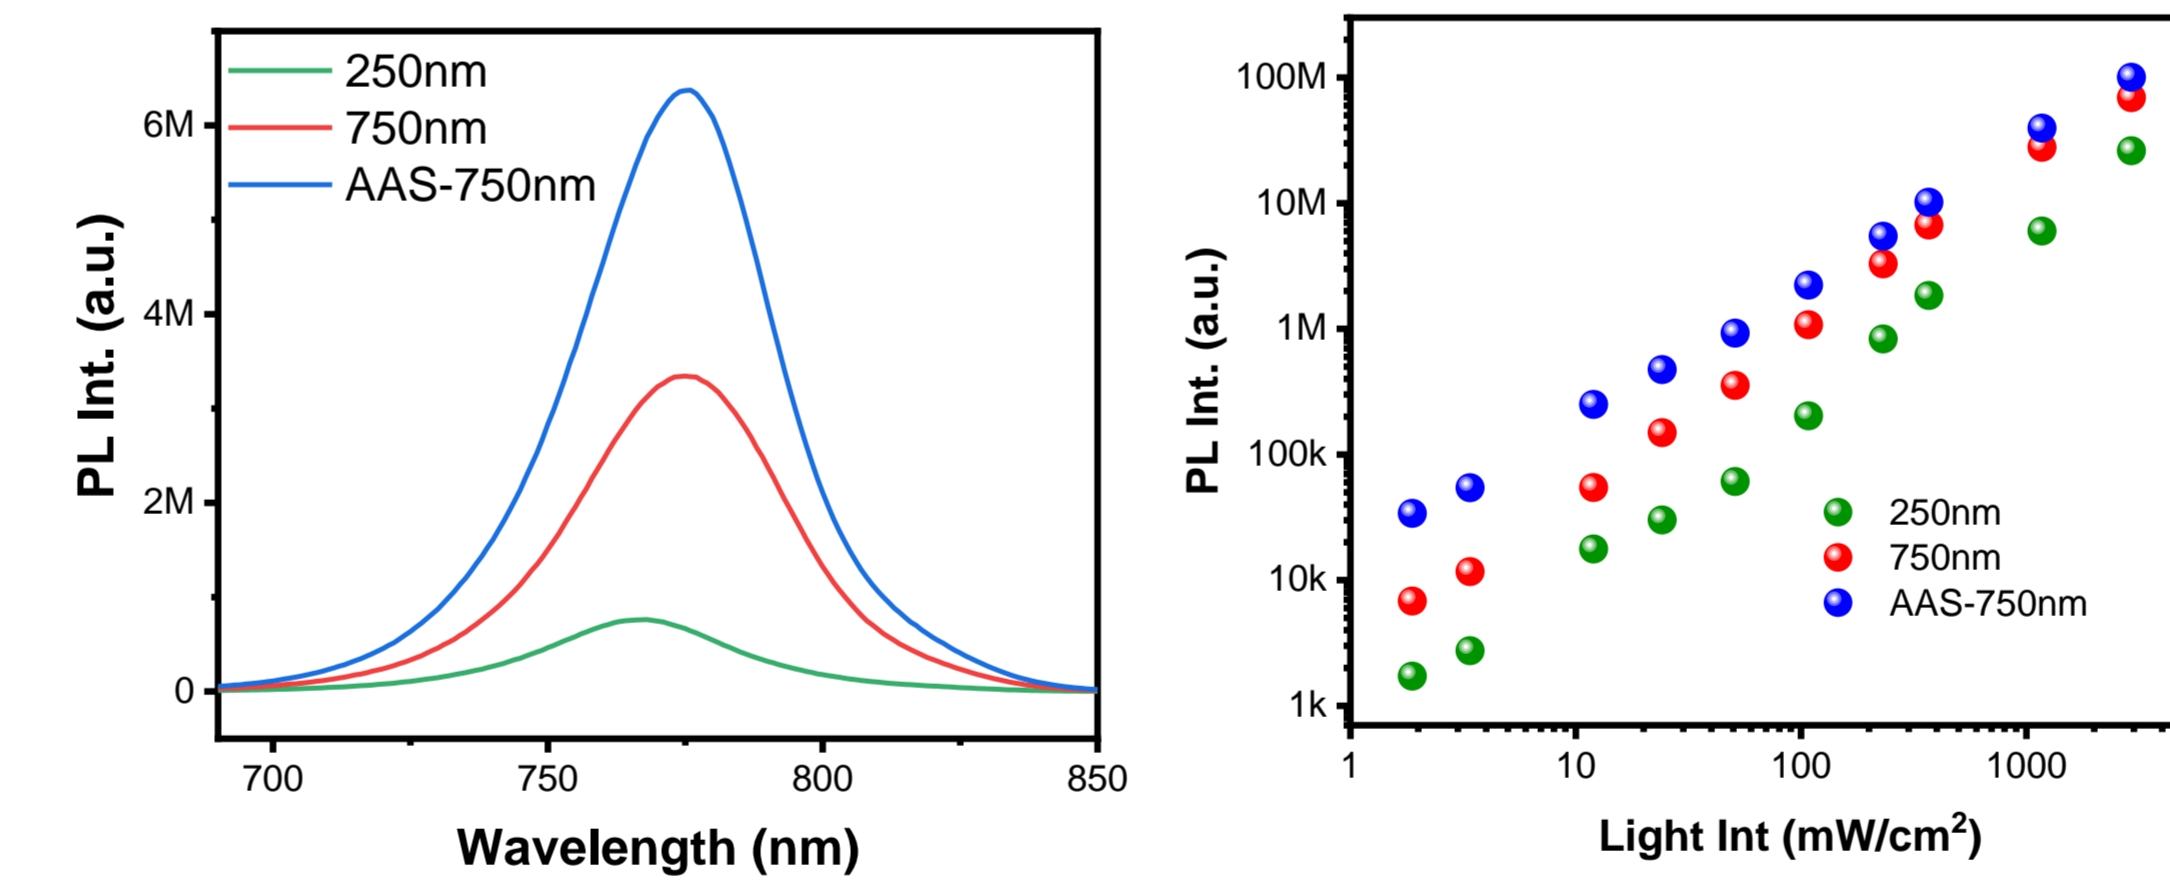 250nm
750nm
AAS-750nm
6M
4M
2M
0
PL Int. (a.u.)
700
750
800
850
Wavelength (nm)
100M
10M
1M
100k
10k
1k
PL Int. (a.u.)
250nm
750nm
AAS-750nm
1
10
100
1000
Light Int (mW/cm²)